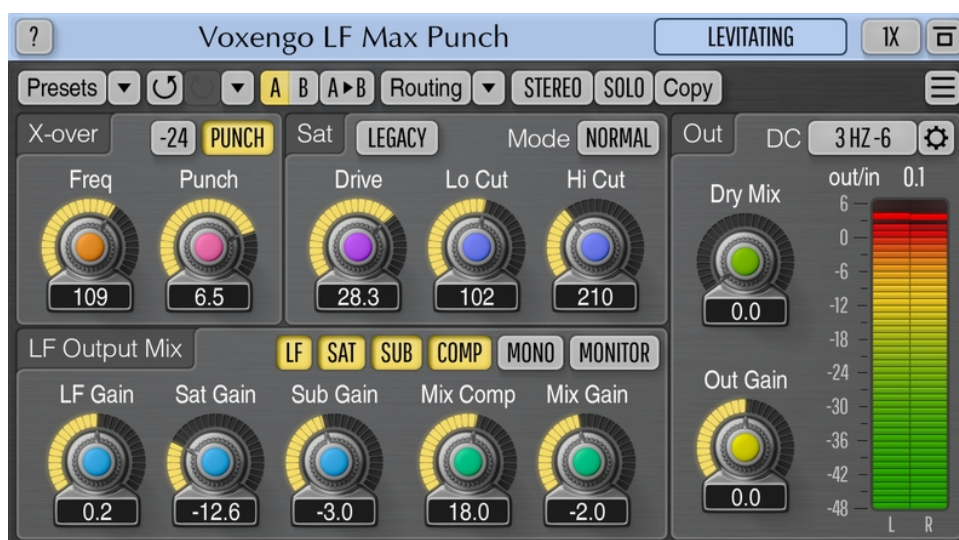 ? Voxengo LF Max Punch LEVITATING 1X
Presets A B A▸B Routing STEREO SOLO Copy
X-over -24 PUNCH Sat LEGACY Mode NORMAL Out DC 3 HZ -6
Freq Punch Drive Lo Cut Hi Cut
109 6.5 28.3 102 210
Dry Mix
0.0
out/in 0.1
6
0
-6
-12
-18
-24
-30
-36
-42
-48
L R
LF Output Mix LF SAT SUB COMP MONO MONITOR
LF Gain Sat Gain Sub Gain Mix Comp Mix Gain
0.2 -12.6 -3.0 18.0 -2.0
Out Gain
0.0